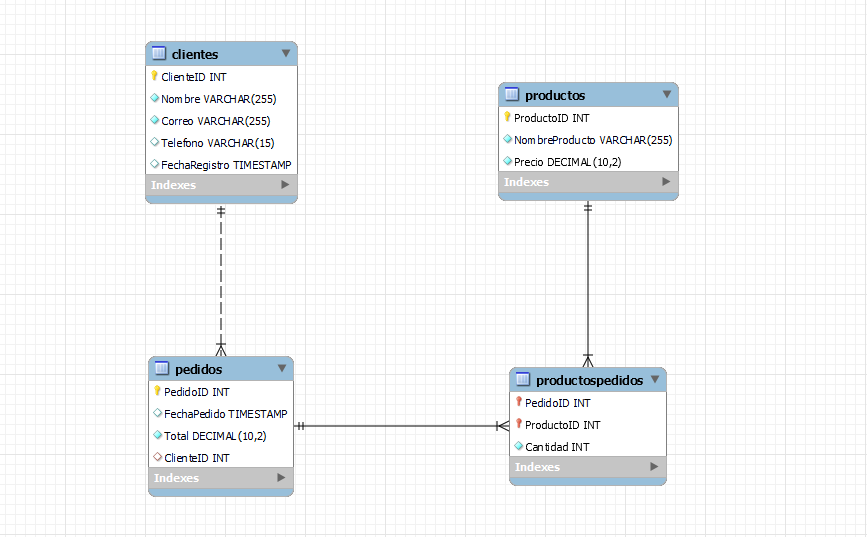 clientes
ClienteID INT
Nombre VARCHAR(255)
Correo VARCHAR(255)
Telefono VARCHAR(15)
FechaRegistro TIMESTAMP
Indexes
productos
ProductoID INT
NombreProducto VARCHAR(255)
Precio DECIMAL(10,2)
Indexes
pedidos
PedidoID INT
FechaPedido TIMESTAMP
Total DECIMAL(10,2)
ClienteID INT
Indexes
productospedidos
PedidoID INT
ProductoID INT
Cantidad INT
Indexes